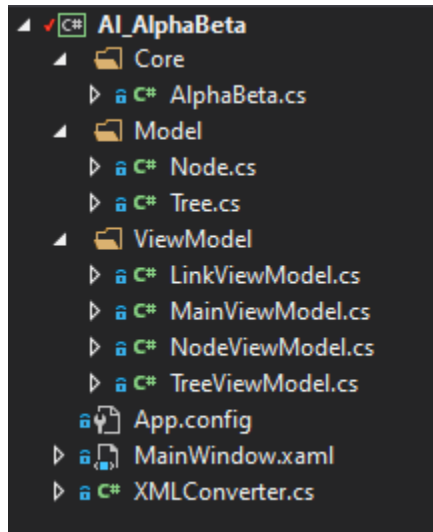 C# AI_AlphaBeta
Core
C# AlphaBeta.cs
Model
C# Node.cs
C# Tree.cs
ViewModel
C# LinkViewModel.cs
C# MainViewModel.cs
C# NodeViewModel.cs
C# TreeViewModel.cs
App.config
MainWindow.xaml
C# XMLConverter.cs